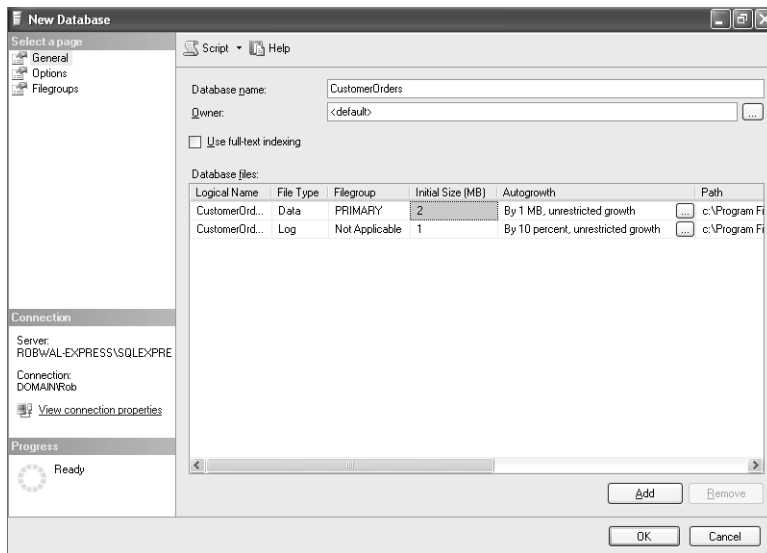 New Database
Select a page
General
Options
Filegroups
Script
Help
Database name:
CustomerOrders
Owner:
<default>
...
Use full-text indexing
Database files:
Logical Name File Type Filegroup Initial Size (MB) Autogrowth Path
CustomerOrd... Data PRIMARY 2 By 1 MB, unrestricted growth ... c:\Program Fi
CustomerOrd... Log Not Applicable 1 By 10 percent, unrestricted growth ... c:\Program Fi
Connection
Server:
ROBWAL-EXPRESS\SQLEXPRE
Connection:
DOMAIN\Rob
View connection properties
Progress
Ready
Add
Remove
OK
Cancel